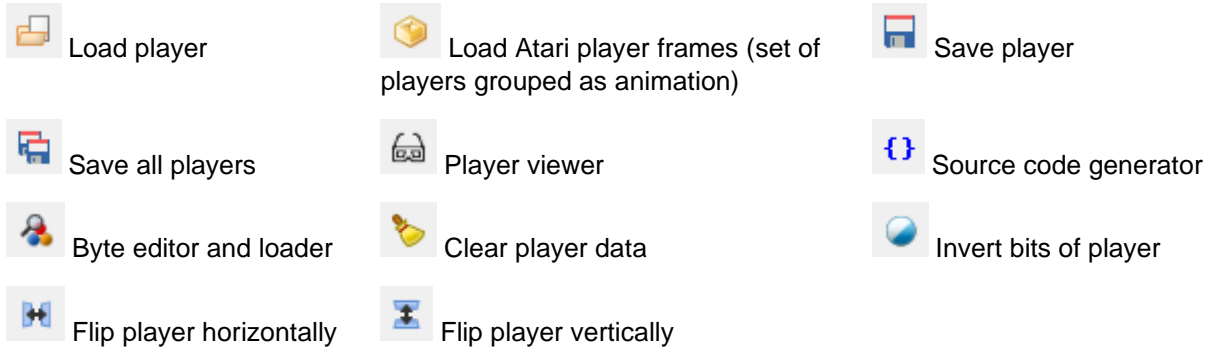 Load player
Load Atari player frames (set of
players grouped as animation)
Save player
Save all players
Player viewer
{} Source code generator
Byte editor and loader
Clear player data
Invert bits of player
Flip player horizontally
Flip player vertically